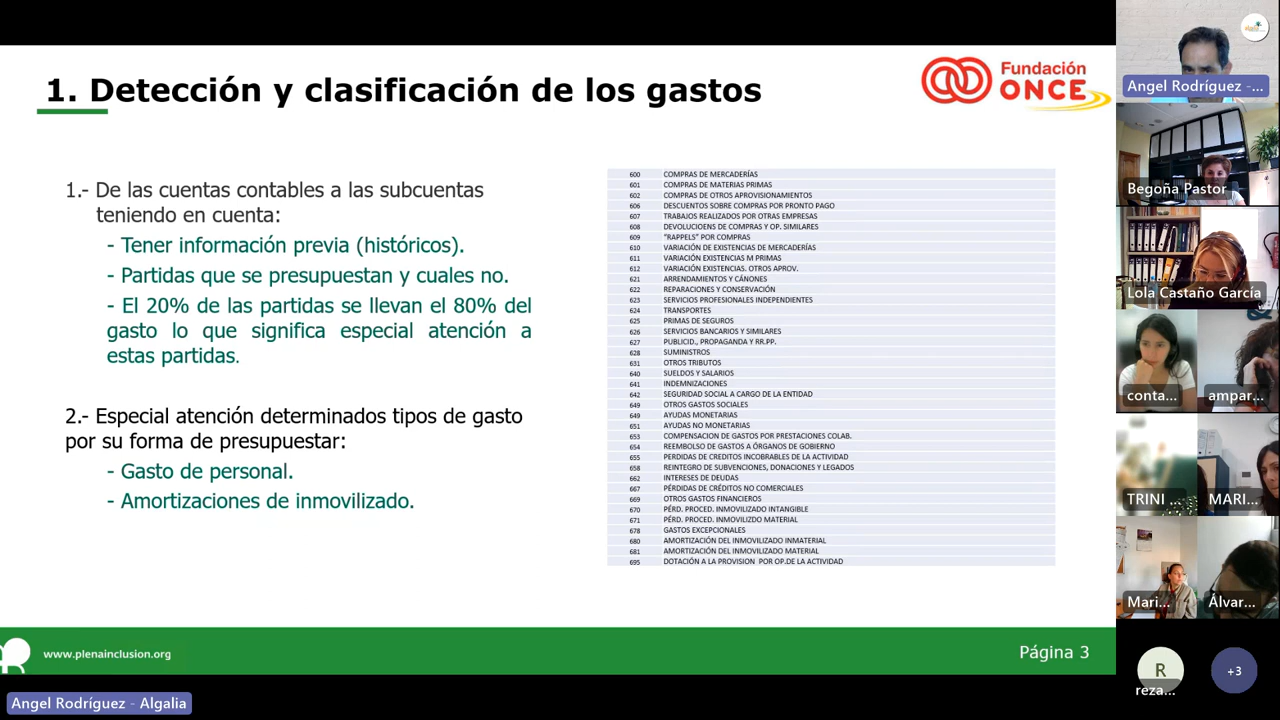 1. Detección y clasificación de los gastos
Fundación
ONCE
1.- De las cuentas contables a las subcuentas
teniendo en cuenta:
- Tener información previa (históricos).
- Partidas que se presupuestan y cuales no.
- El 20% de las partidas se llevan el 80% del
gasto lo que significa especial atención a
estas partidas.
2.- Especial atención determinados tipos de gasto
por su forma de presupuestar:
- Gasto de personal.
- Amortizaciones de inmovilizado.
600 COMPRAS DE MERCADERÍAS
601 COMPRAS DE MATERIAS PRIMAS
602 COMPRAS DE OTROS APROVISIONAMIENTOS
606 DESCUENTOS SOBRE COMPRAS POR PRONTO PAGO
607 TRABAJOS REALIZADOS POR OTRAS EMPRESAS
608 DEVOLUCIOENS DE COMPRAS Y OP. SIMILARES
609 "RAPPELS" POR COMPRAS
610 VARIACIÓN DE EXISTENCIAS DE MERCADERÍAS
611 VARIACIÓN EXISTENCIAS M PRIMAS
612 VARIACIÓN EXISTENCIAS. OTROS APROV.
621 ARRENDAMIENTOS Y CÁNONES
622 REPARACIONES Y CONSERVACIÓN
623 SERVICIOS PROFESIONALES INDEPENDIENTES
624 TRANSPORTES
625 PRIMAS DE SEGUROS
626 SERVICIOS BANCARIOS Y SIMILARES
627 PUBLICID., PROPAGANDA Y RR.PP.
628 SUMINISTROS
631 OTROS TRIBUTOS
640 SUELDOS Y SALARIOS
641 INDEMNIZACIONES
642 SEGURIDAD SOCIAL A CARGO DE LA ENTIDAD
649 OTROS GASTOS SOCIALES
649 AYUDAS MONETARIAS
651 AYUDAS NO MONETARIAS
653 COMPENSACION DE GASTOS POR PRESTACIONES COLAB.
654 REEMBOLSO DE GASTOS A ÓRGANOS DE GOBIERNO
655 PERDIDAS DE CREDITOS INCOBRABLES DE LA ACTIVIDAD
658 REINTEGRO DE SUBVENCIONES, DONACIONES Y LEGADOS
662 INTERESES DE DEUDAS
667 PÉRDIDAS DE CRÉDITOS NO COMERCIALES
669 OTROS GASTOS FINANCIEROS
670 PÉRD. PROCED. INMOVILIZADO INTANGIBLE
671 PÉRD. PROCED. INMOVILIZDO MATERIAL
678 GASTOS EXCEPCIONALES
680 AMORTIZACIÓN DEL INMOVILIZADO INMATERIAL
681 AMORTIZACIÓN DEL INMOVILIZADO MATERIAL
695 DOTACIÓN A LA PROVISION POR OP.DE LA ACTIVIDAD
www.plenainclusion.org
Página 3
Angel Rodríguez - Algalia
Angel Rodríguez -...
Begoña Pastor
Lola Castaño García
conta...
ampar...
TRINI ...
MARI...
Mari...
Álvar...
R
reza...
+3